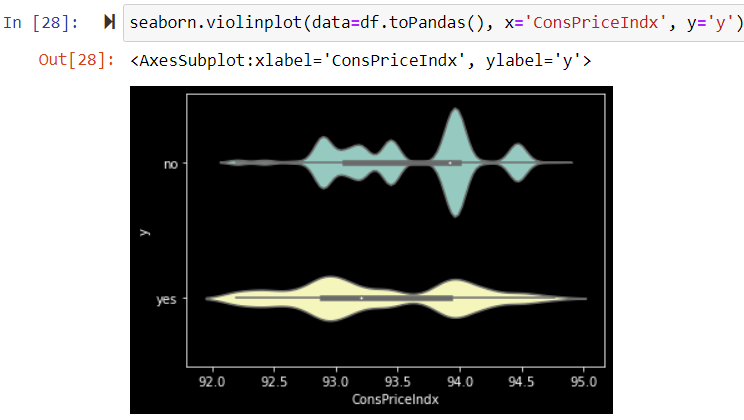 In [28]: seaborn.violinplot(data=df.toPandas(), x='ConsPriceIndx', y='y')
Out[28]: <AxesSubplot:xlabel='ConsPriceIndx', ylabel='y'>
no
y
yes
92.0 92.5 93.0 93.5 94.0 94.5 95.0
ConsPriceIndx